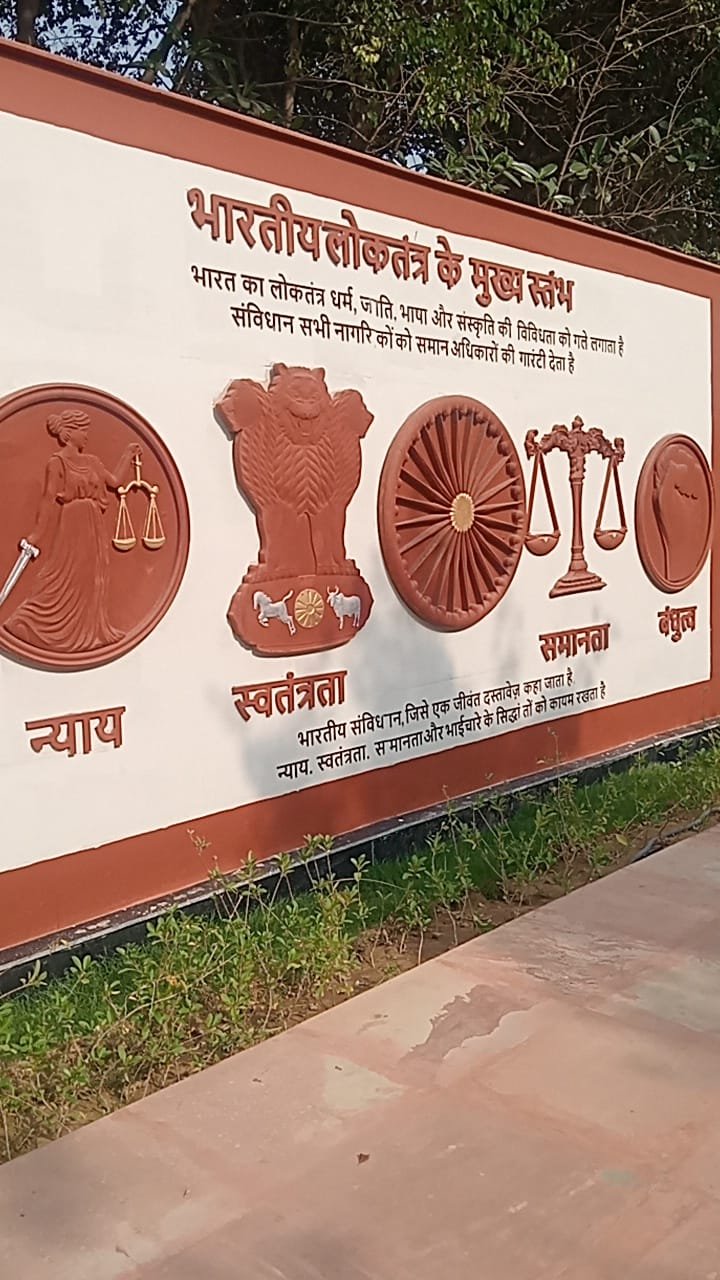 भारतीय लोकतंत्र के मुख्य स्तंभ
भारत का लोकतंत्र धर्म, जाति, भाषा और संस्कृति की विविधता को गले लगाता है
संविधान सभी नागरिकों को समान अधिकारों की गारंटी देता है
न्याय
स्वतंत्रता
समानता
बंधुत्व
भारतीय संविधान, जिसे एक जीवंत दस्तावेज़ कहा जाता है,
न्याय. स्वतंत्रता. समानता और भाईचारे के सिद्धांतों को कायम रखता है